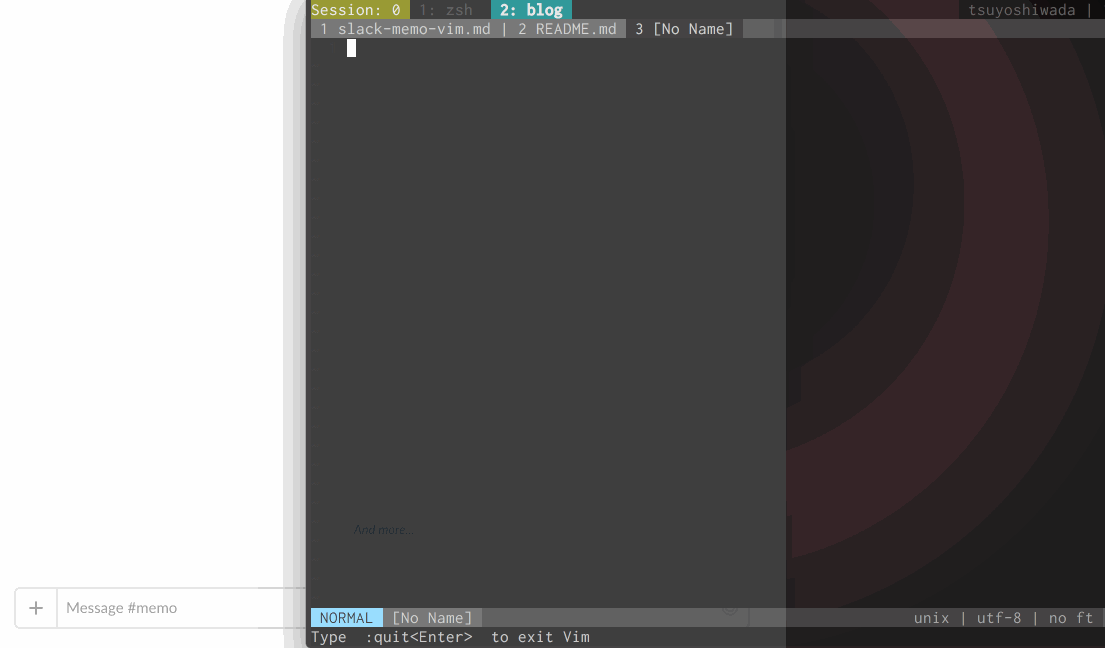 Session: 0 1: zsh 2: blog tsuyoshiwada |
1 slack-memo-vim.md | 2 README.md 3 [No Name]
And more...
Message #memo
NORMAL [No Name] unix | utf-8 | no ft
Type :quit<Enter> to exit Vim